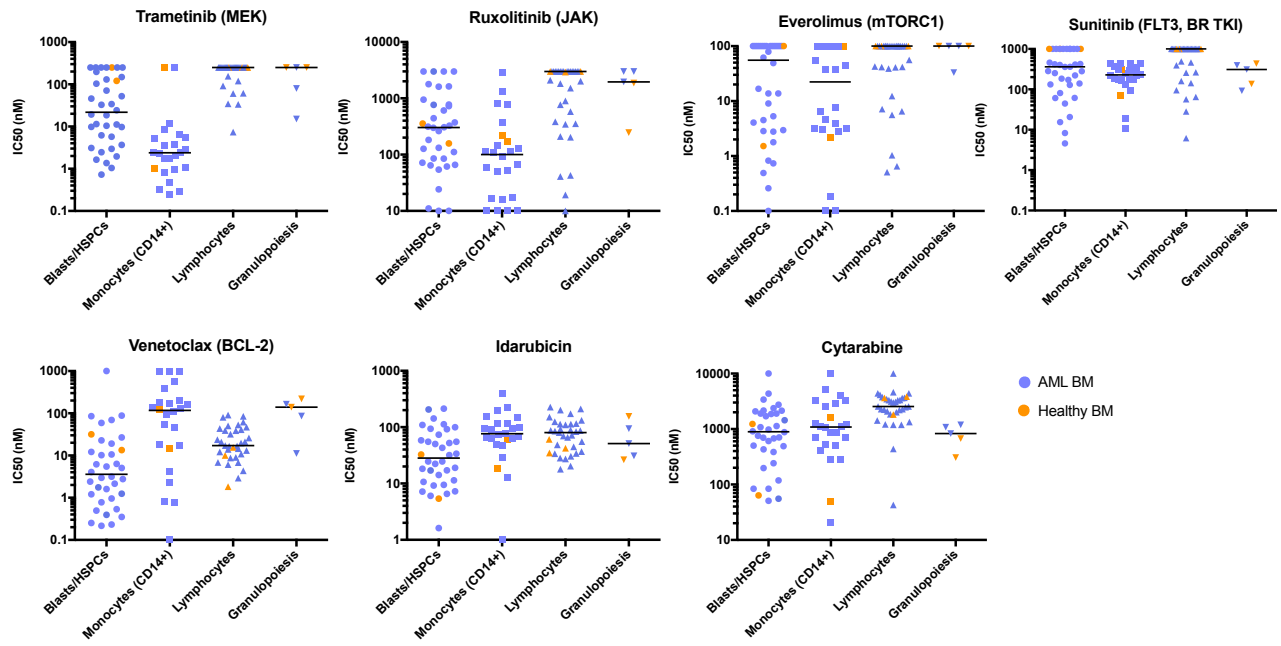 Trametinib (MEK)
IC50 (nM)
1000
100
10
1
0.1
Blasts/HSPCs
Monocytes (CD14+)
Lymphocytes
Granulopoiesis
Ruxolitinib (JAK)
IC50 (nM)
10000
1000
100
10
Blasts/HSPCs
Monocytes (CD14+)
Lymphocytes
Granulopoiesis
Everolimus (mTORC1)
IC50 (nM)
100
10
1
0.1
Blasts/HSPCs
Monocytes (CD14+)
Lymphocytes
Granulopoiesis
Sunitinib (FLT3, BR TKI)
IC50 (nM)
1000
100
10
1
0.1
Blasts/HSPCs
Monocytes (CD14+)
Lymphocytes
Granulopoiesis
Venetoclax (BCL-2)
IC50 (nM)
1000
100
10
1
0.1
Blasts/HSPCs
Monocytes (CD14+)
Lymphocytes
Granulopoiesis
Idarubicin
IC50 (nM)
1000
100
10
1
Blasts/HSPCs
Monocytes (CD14+)
Lymphocytes
Granulopoiesis
Cytarabine
IC50 (nM)
10000
1000
100
10
Blasts/HSPCs
Monocytes (CD14+)
Lymphocytes
Granulopoiesis
AML BM
Healthy BM